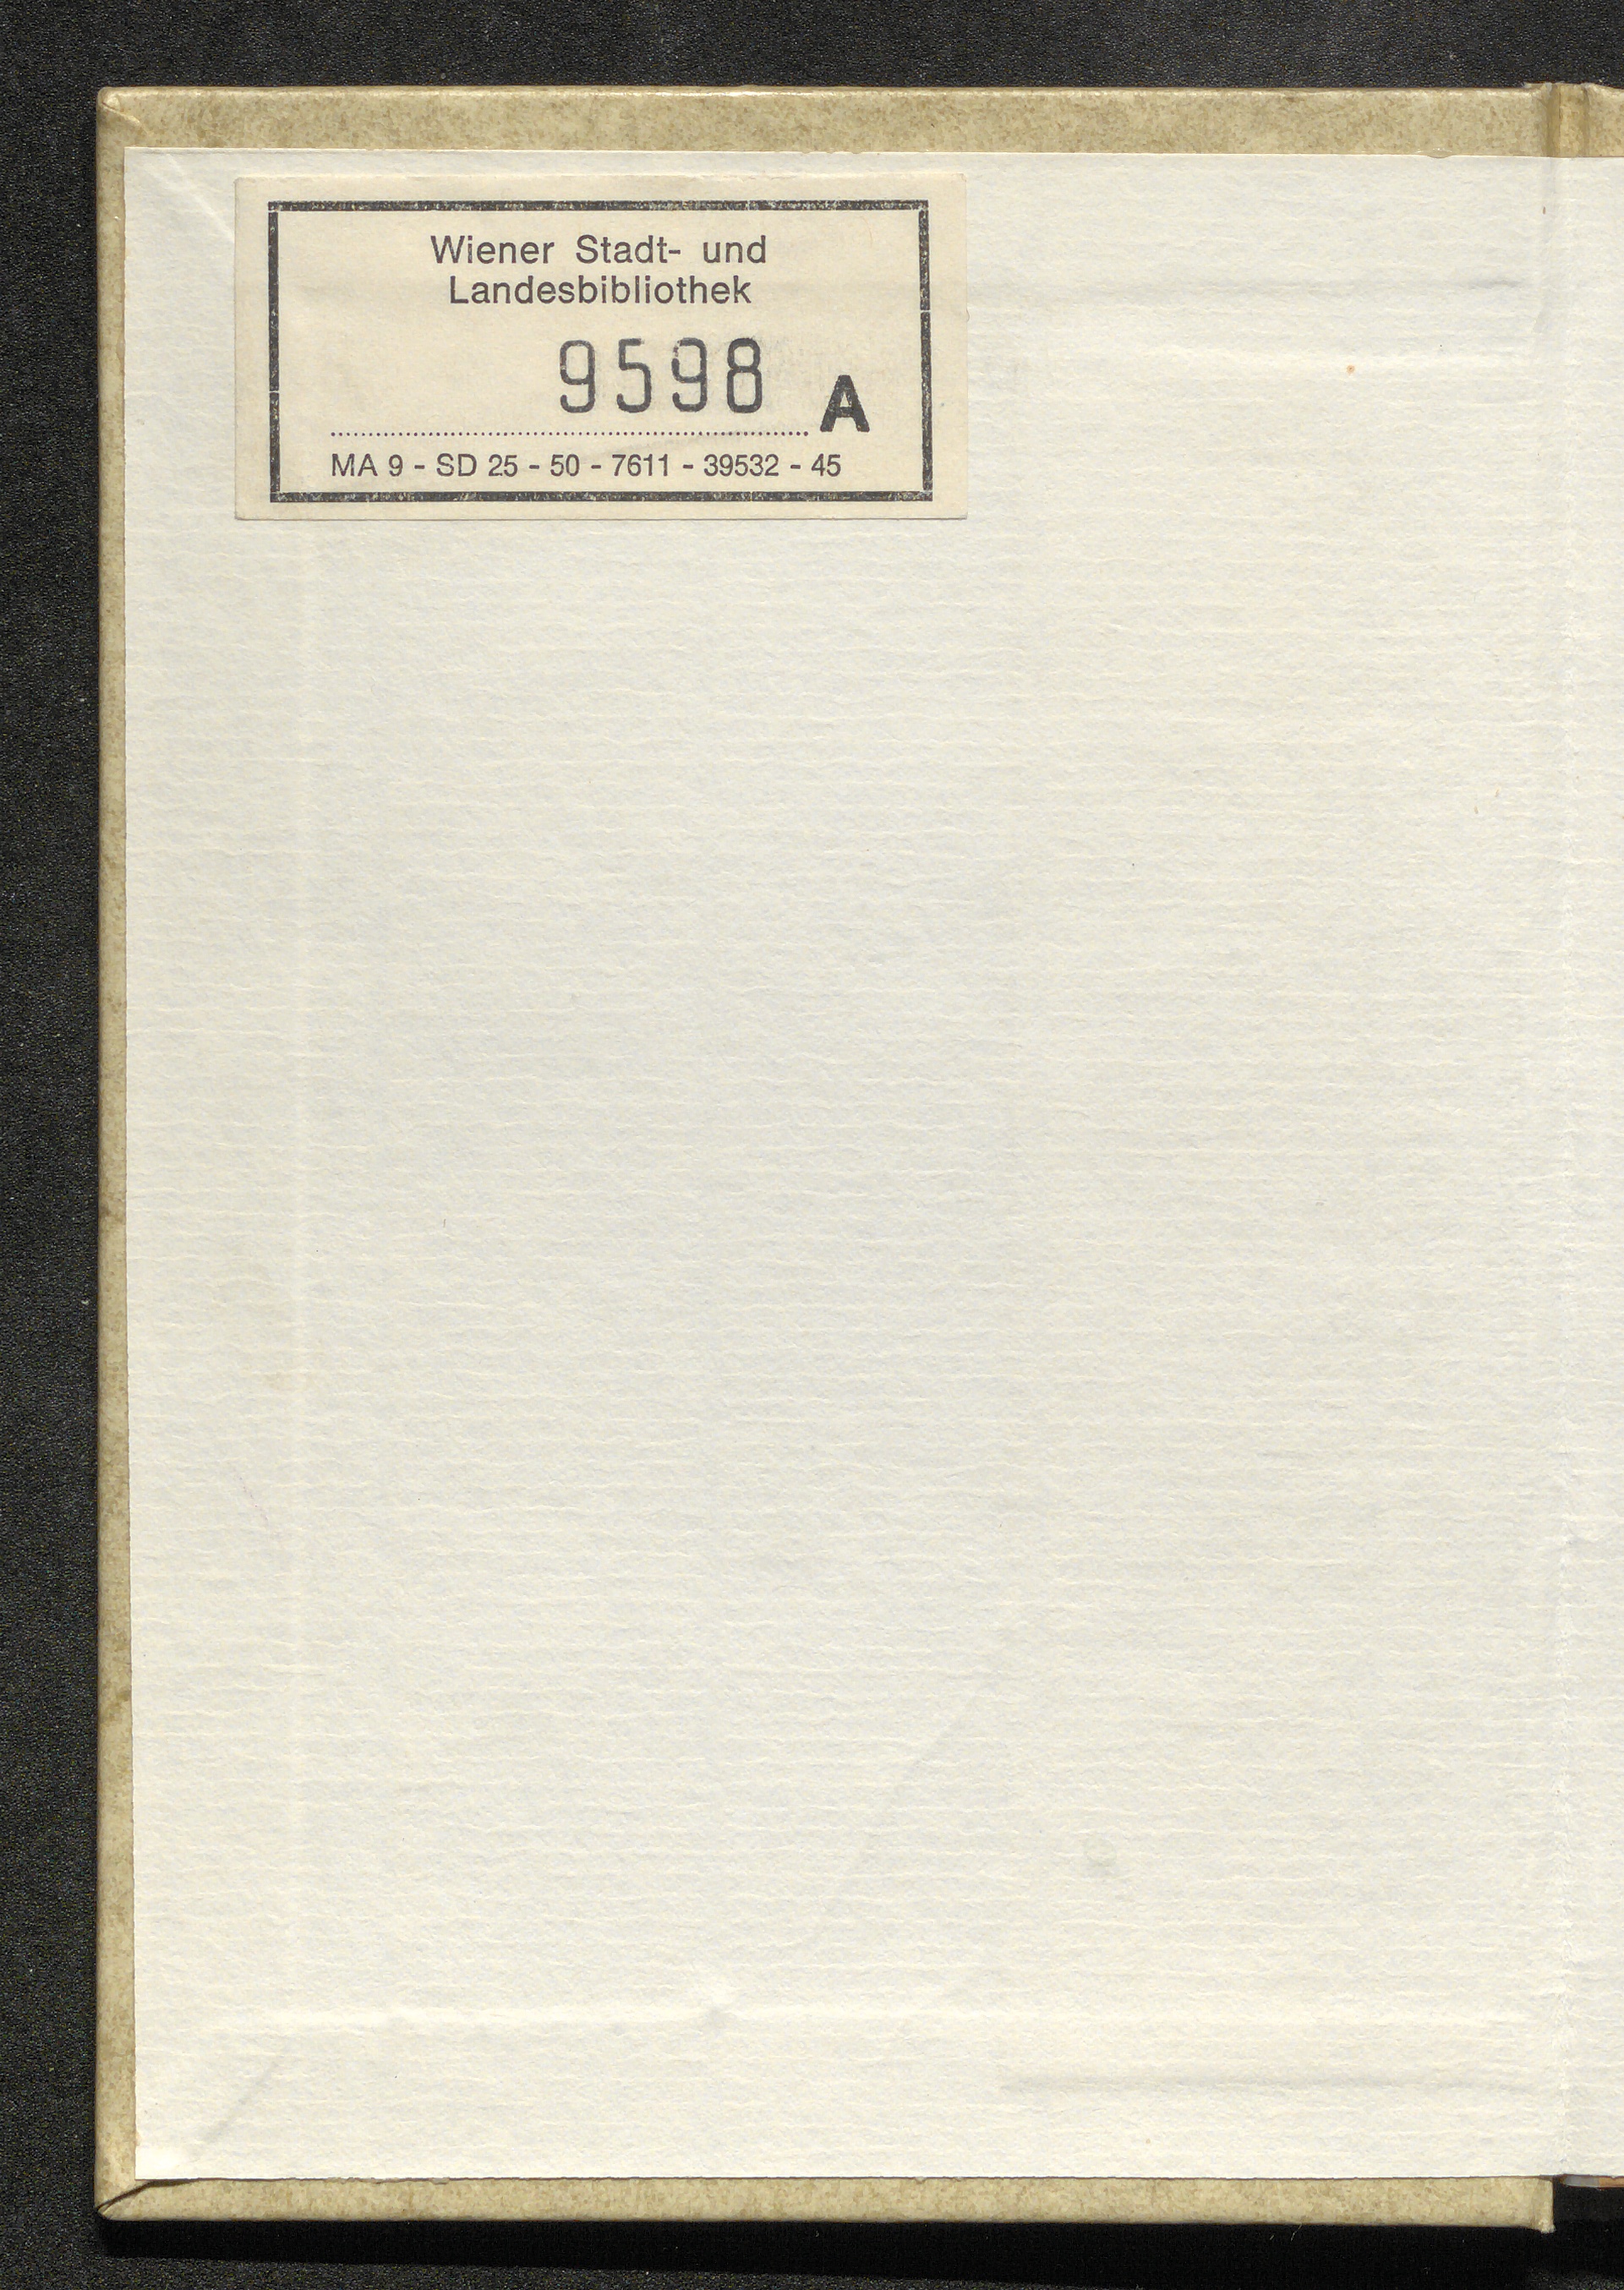 Wiener Stadt- und
Landesbibliothek
9598 A
MA 9 - SD 25 - 50 - 7611 - 39532 - 45